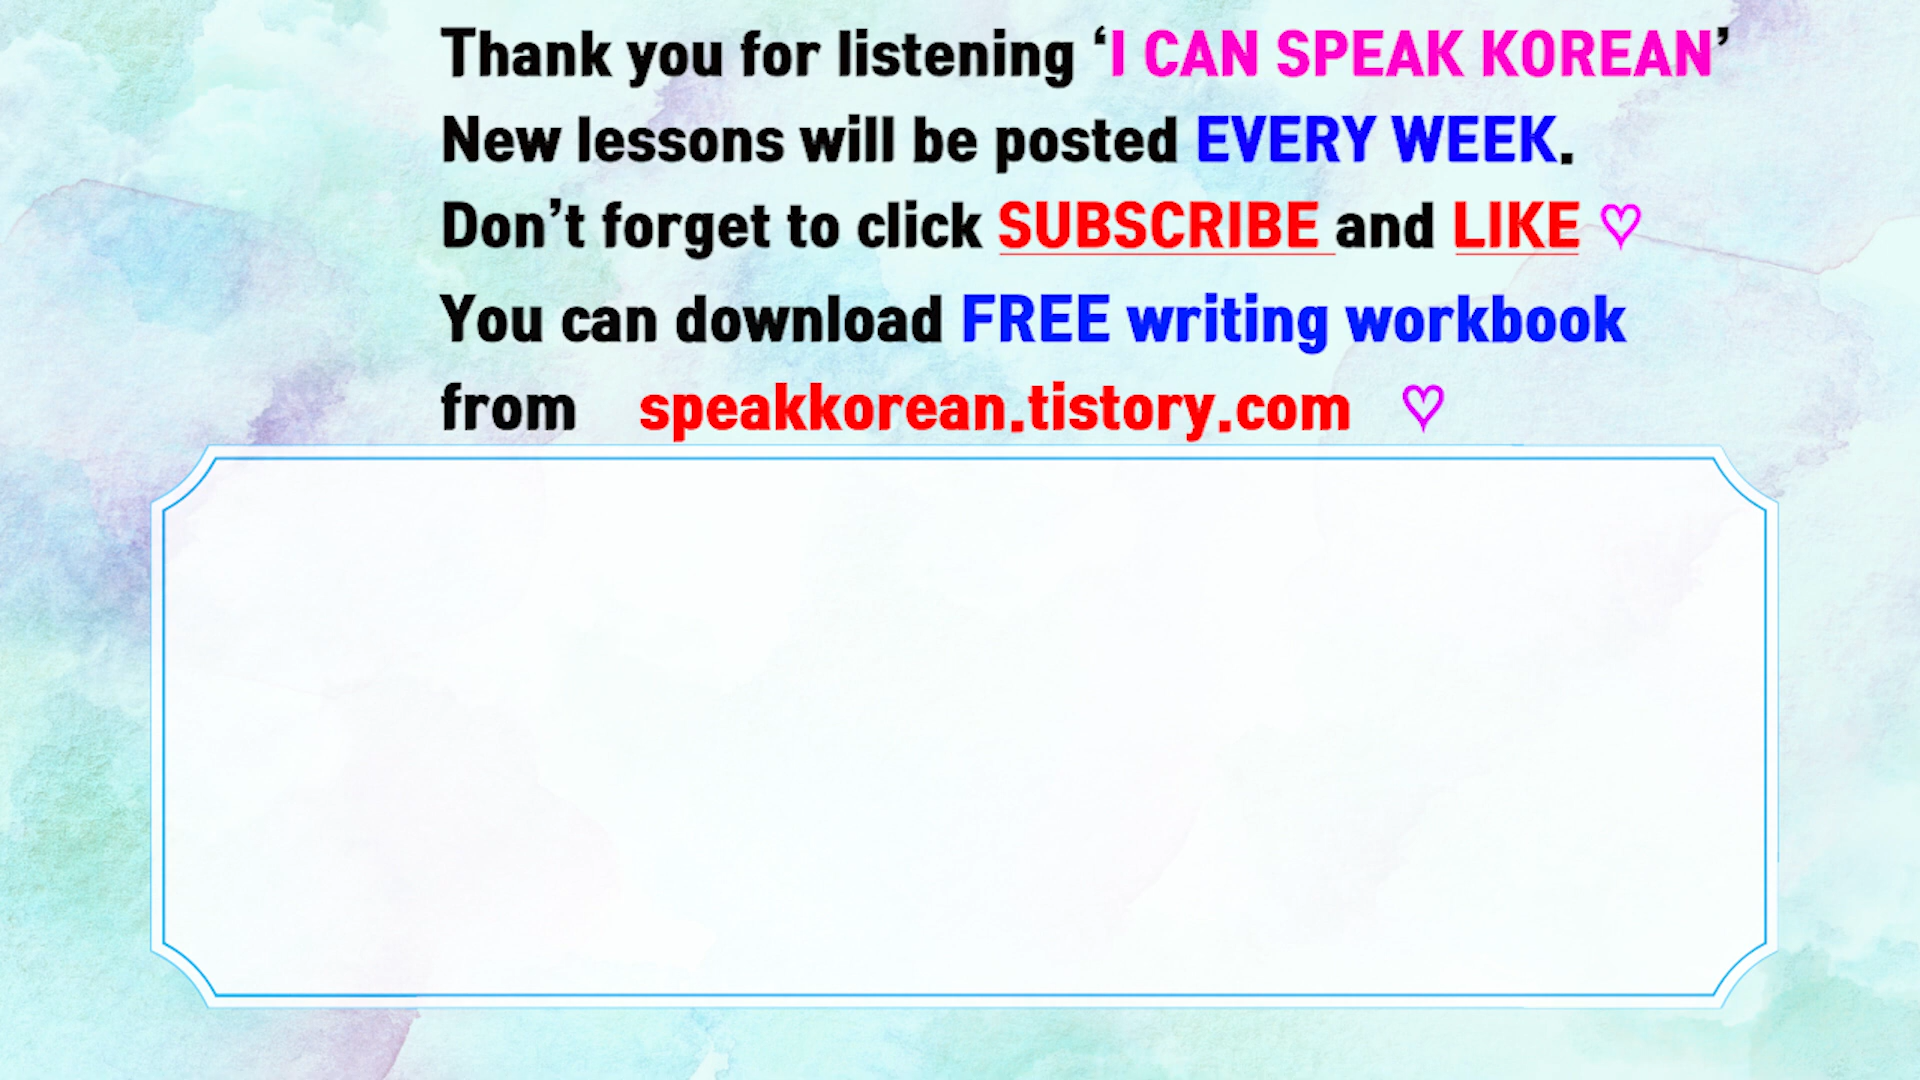 Thank you for listening ‘I CAN SPEAK KOREAN’
New lessons will be posted EVERY WEEK.
Don’t forget to click SUBSCRIBE and LIKE ♡
You can download FREE writing workbook
from speakkorean.tistory.com ♡